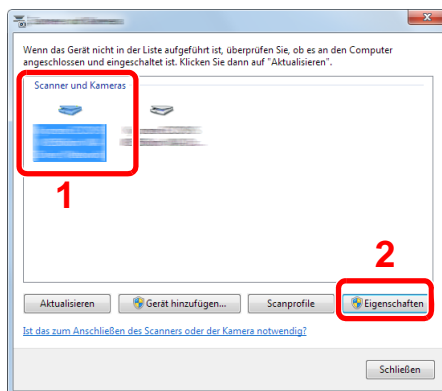 Wenn das Gerät nicht in der Liste aufgeführt ist, überprüfen Sie, ob es an den Computer
angeschlossen und eingeschaltet ist. Klicken Sie dann auf "Aktualisieren".
Scanner und Kameras
1
2
Aktualisieren Gerät hinzufügen... Scanprofile Eigenschaften
Ist das zum Anschließen des Scanners oder der Kamera notwendig?
Schließen